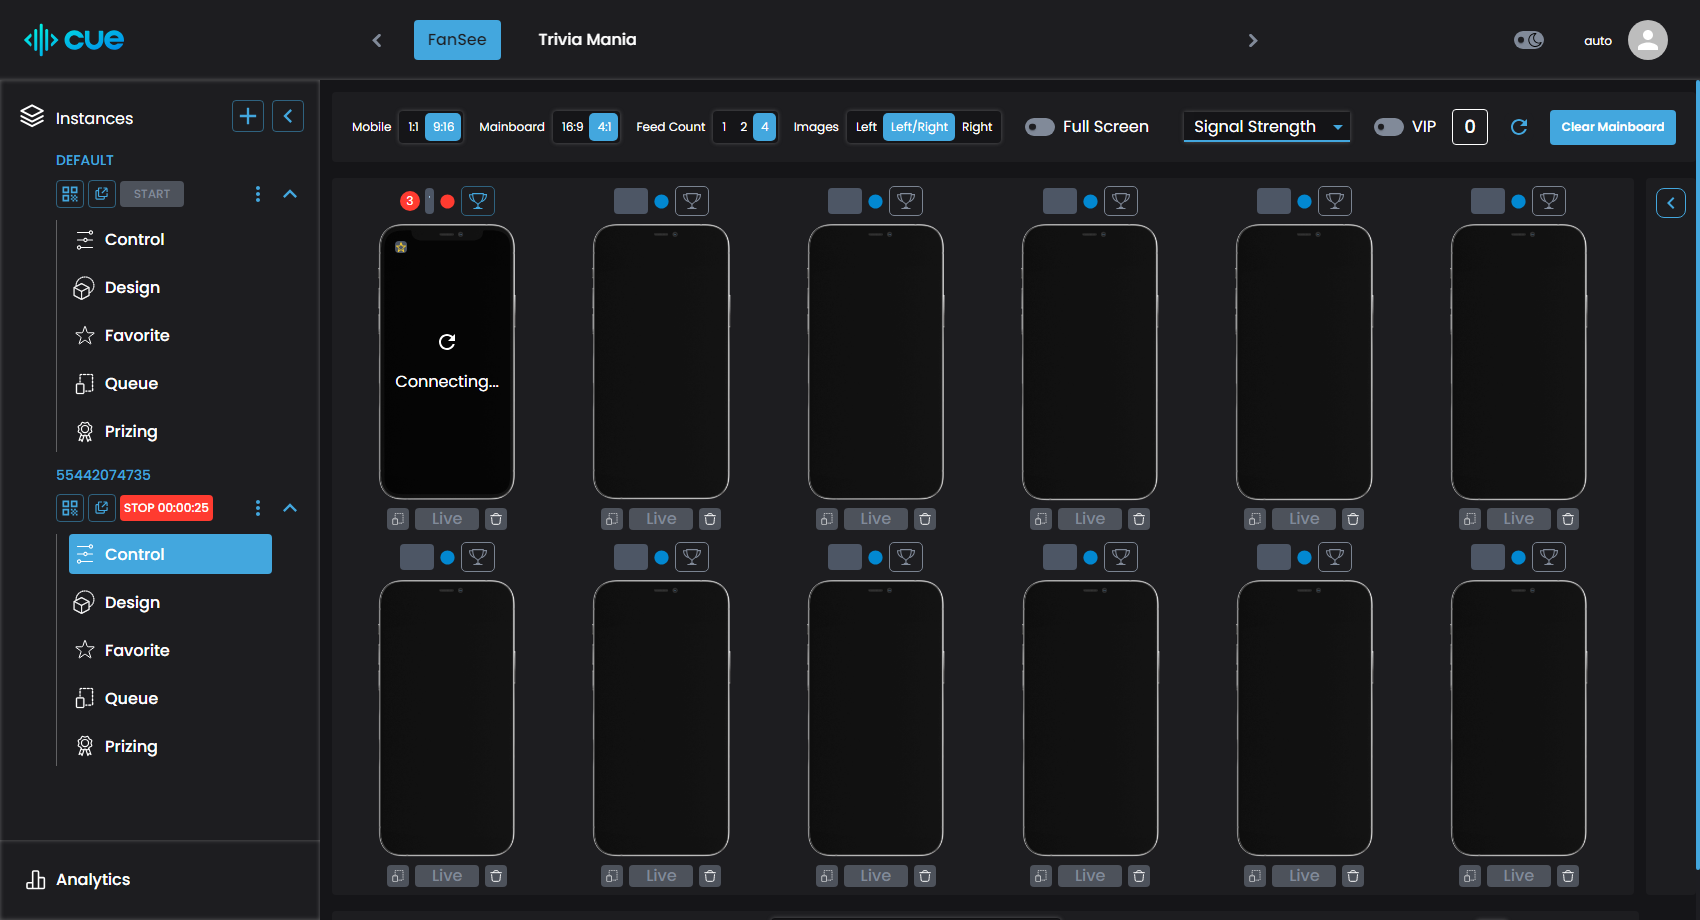 cue
FanSee
Trivia Mania
auto
Instances
DEFAULT
START
Control
Design
Favorite
Queue
Prizing
55442074735
STOP 00:00:25
Control
Design
Favorite
Queue
Prizing
Analytics
Mobile 1:1 9:16 Mainboard 16:9 4:1 Feed Count 1 2 4 Images Left Left/Right Right Full Screen Signal Strength VIP 0 Clear Mainboard
3
Connecting...
Live Live Live Live Live Live
Live Live Live Live Live Live